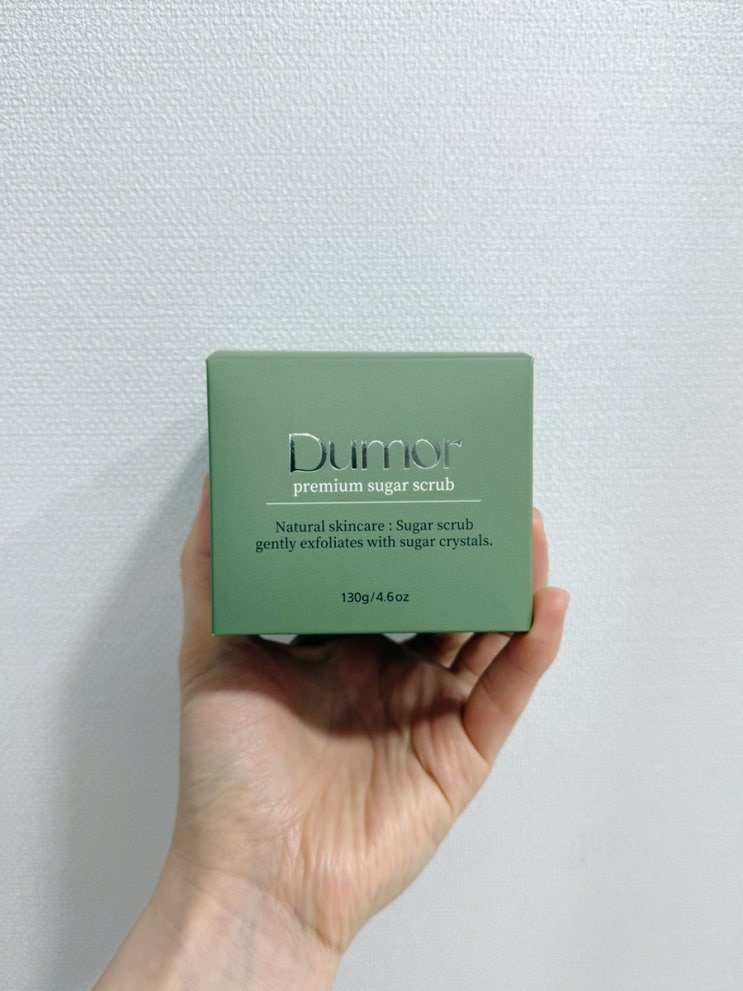 Dumor
premium sugar scrub
Natural skincare : Sugar scrub
gently exfoliates with sugar crystals.
130g/4.6oz